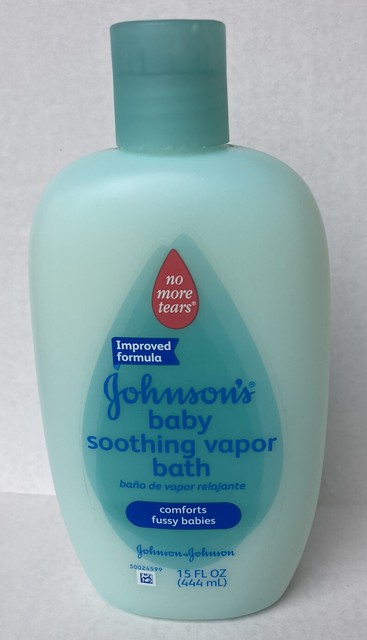 no
more
tears®
Improved
formula
Johnson's®
baby
soothing vapor
bath
baño de vapor relajante
comforts
fussy babies
Johnson & Johnson
30024599
15 FL OZ
(444 mL)